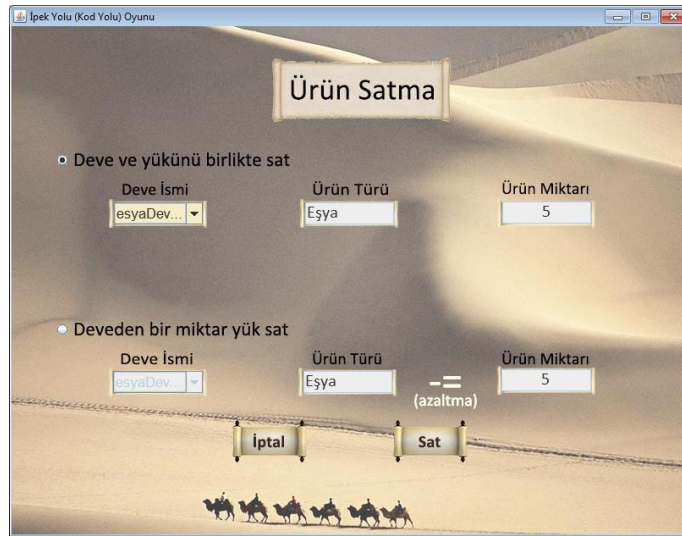 İpek Yolu (Kod Yolu) Oyunu
Ürün Satma
Deve ve yükünü birlikte sat
Deve İsmi Ürün Türü Ürün Miktarı
esyaDev... Eşya 5
Deveden bir miktar yük sat
Deve İsmi Ürün Türü Ürün Miktarı
esyaDev... Eşya -= 5
(azaltma)
İptal Sat